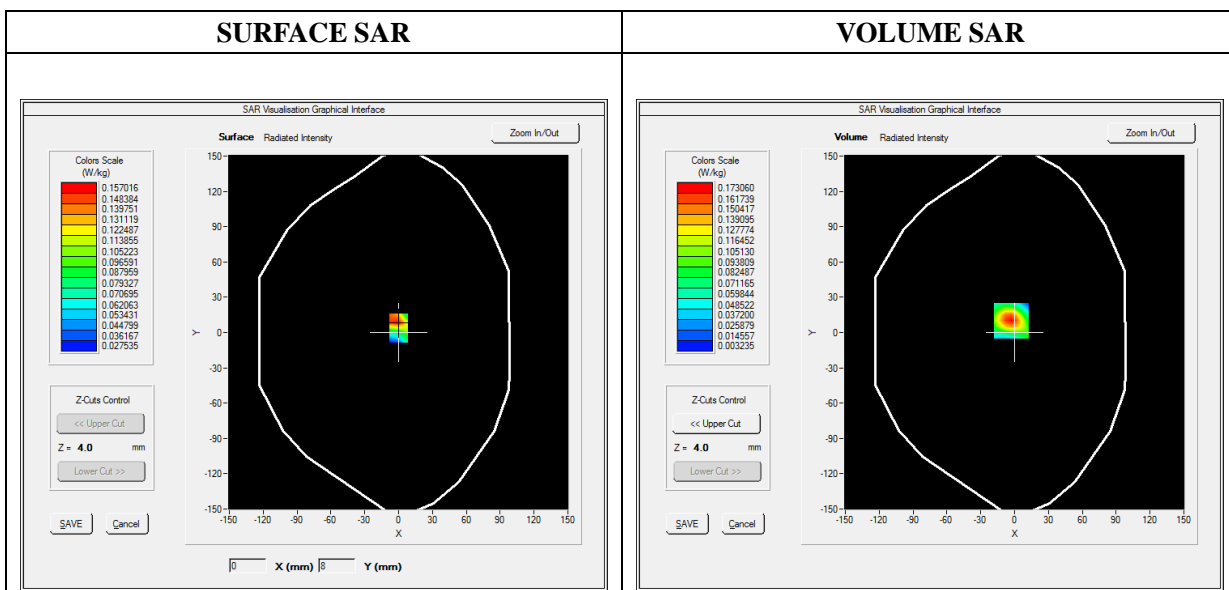 SURFACE SAR
VOLUME SAR
SAR Visualisation Graphical Interface
Surface Radiated Intensity
Zoom In/Out
Colors Scale
(W/kg)
0.157016
0.148384
0.139751
0.131119
0.122487
0.113855
0.105223
0.096591
0.087959
0.079327
0.070695
0.062063
0.053431
0.044799
0.036167
0.027535
150
120
90
60
30
0
-30
-60
-90
-120
-150
Y
-150 -120 -90 -60 -30 0 30 60 90 120 150
X
Z-Cuts Control
<< Upper Cut
Z = 4.0 mm
Lower Cut >>
SAVE Cancel
0 X (mm) 8 Y (mm)
SAR Visualisation Graphical Interface
Volume Radiated Intensity
Zoom In/Out
Colors Scale
(W/kg)
0.173060
0.161739
0.150417
0.139095
0.127774
0.116452
0.105130
0.093809
0.082487
0.071165
0.059844
0.048522
0.037200
0.025879
0.014557
0.003235
150
120
90
60
30
0
-30
-60
-90
-120
-150
Y
-150 -120 -90 -60 -30 0 30 60 90 120 150
X
Z-Cuts Control
<< Upper Cut
Z = 4.0 mm
Lower Cut >>
SAVE Cancel